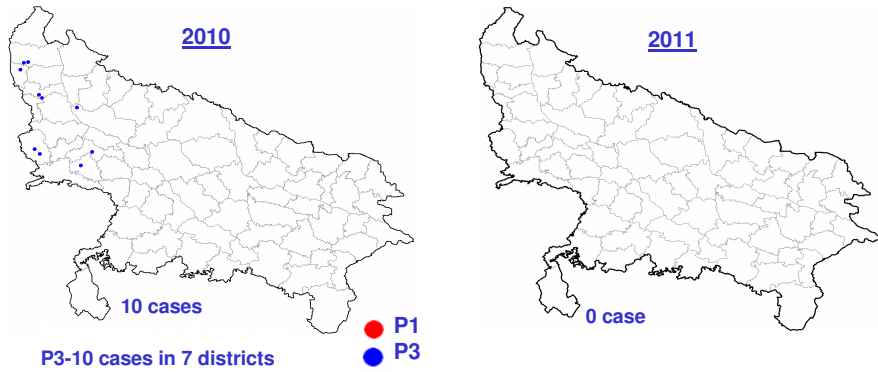 2010
2011
10 cases
0 case
P1
P3
P3-10 cases in 7 districts